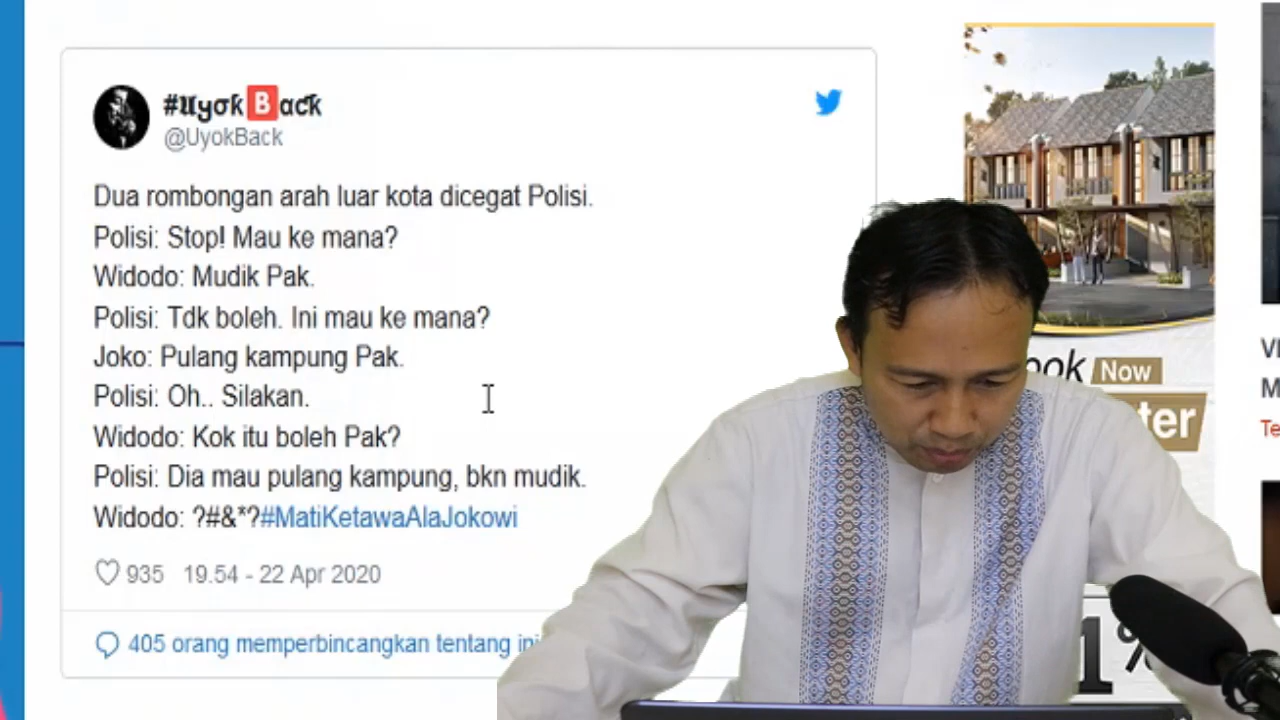 #UyokBack
@UyokBack
Dua rombongan arah luar kota dicegat Polisi.
Polisi: Stop! Mau ke mana?
Widodo: Mudik Pak.
Polisi: Tdk boleh. Ini mau ke mana?
Joko: Pulang kampung Pak.
Polisi: Oh.. Silakan.
Widodo: Kok itu boleh Pak?
Polisi: Dia mau pulang kampung, bkn mudik.
Widodo: ?#&*?#MatiKetawaAlaJokowi
935 19.54 - 22 Apr 2020
405 orang memperbincangkan tentang ini
Now
1%